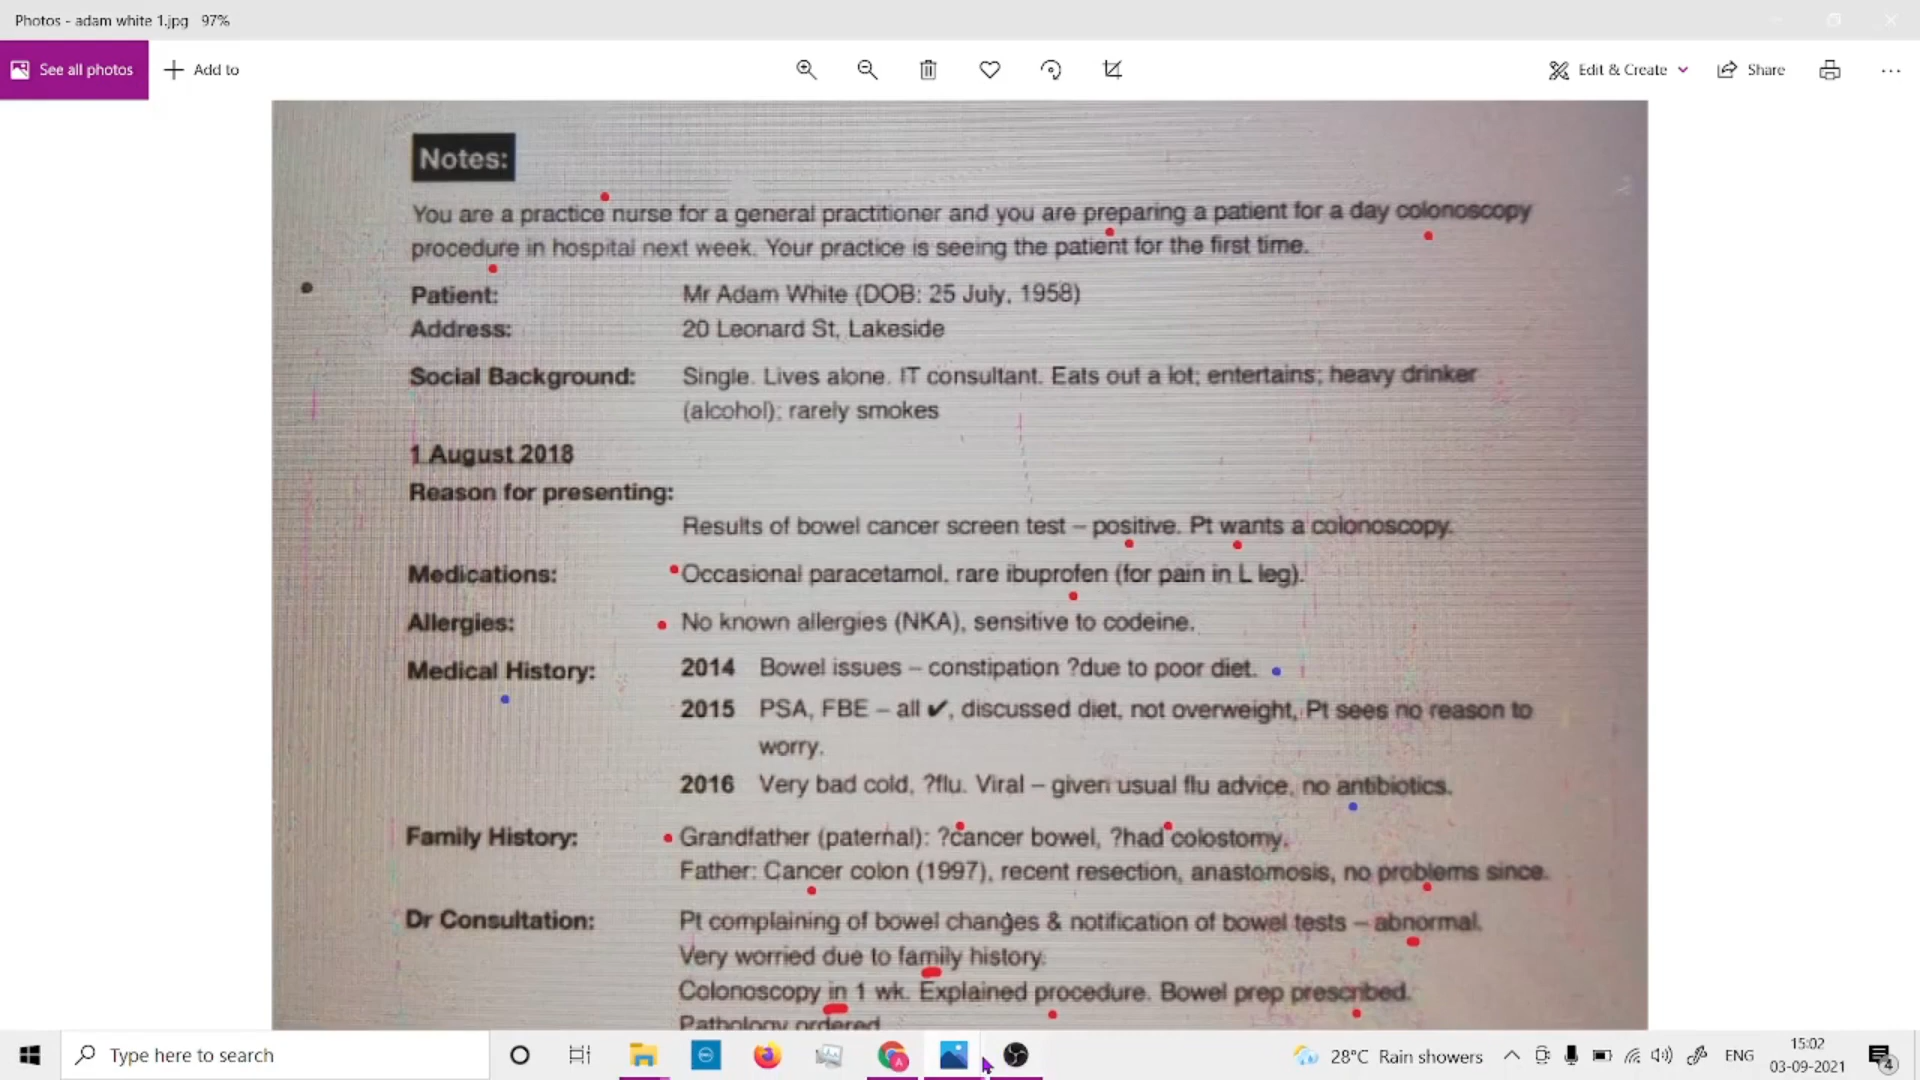 Photos - adam white 1.jpg 97%
See all photos Add to Edit & Create Share
Notes:
You are a practice nurse for a general practitioner and you are preparing a patient for a day colonoscopy
procedure in hospital next week. Your practice is seeing the patient for the first time.
Patient: Mr Adam White (DOB: 25 July, 1958)
Address: 20 Leonard St, Lakeside
Social Background: Single. Lives alone. IT consultant. Eats out a lot; entertains; heavy drinker
(alcohol); rarely smokes
1 August 2018
Reason for presenting:
Results of bowel cancer screen test – positive. Pt wants a colonoscopy.
Medications: Occasional paracetamol, rare ibuprofen (for pain in L leg).
Allergies: No known allergies (NKA), sensitive to codeine.
Medical History: 2014 Bowel issues – constipation ?due to poor diet.
2015 PSA, FBE – all ✔, discussed diet, not overweight, Pt sees no reason to
worry.
2016 Very bad cold, ?flu. Viral – given usual flu advice, no antibiotics.
Family History: Grandfather (paternal): ?cancer bowel, ?had colostomy.
Father: Cancer colon (1997), recent resection, anastomosis, no problems since.
Dr Consultation: Pt complaining of bowel changes & notification of bowel tests – abnormal.
Very worried due to family history.
Colonoscopy in 1 wk. Explained procedure. Bowel prep prescribed.
Pathology ordered
Type here to search 28°C Rain showers ENG 15:02
03-09-2021 4